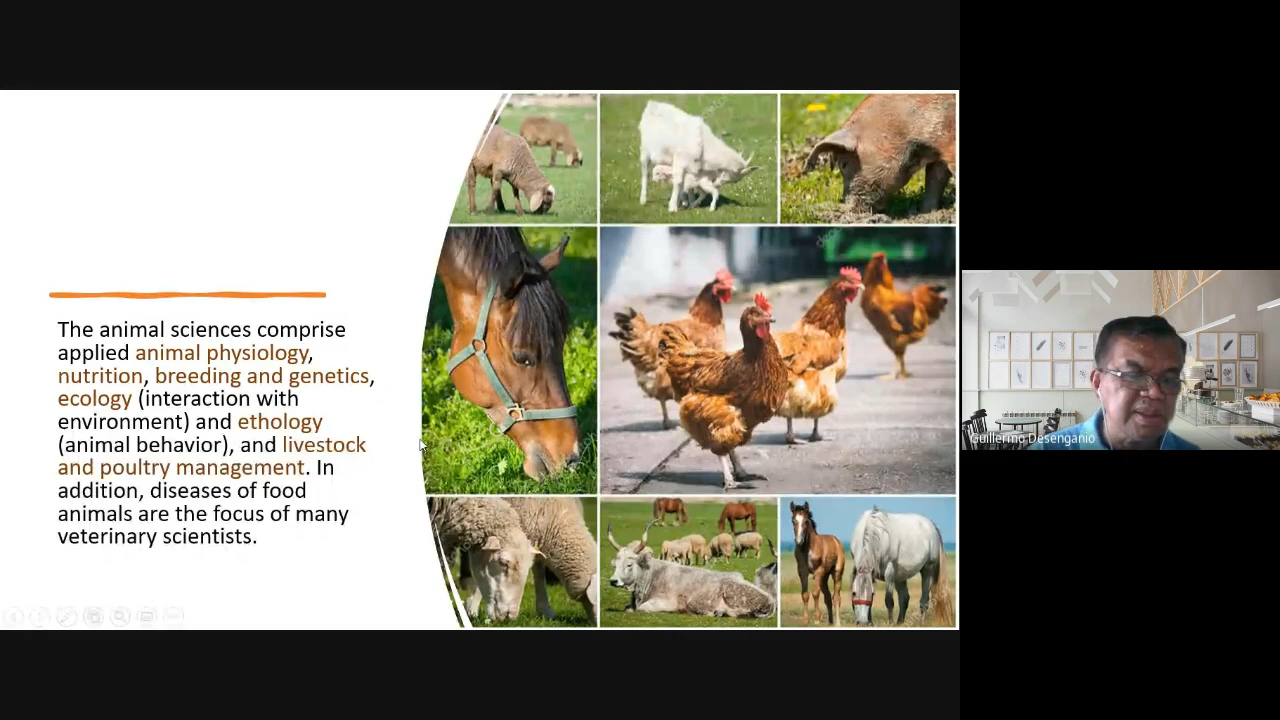 The animal sciences comprise
applied animal physiology,
nutrition, breeding and genetics,
ecology (interaction with
environment) and ethology
(animal behavior), and livestock
and poultry management. In
addition, diseases of food
animals are the focus of many
veterinary scientists.
Guillermo Desenganio